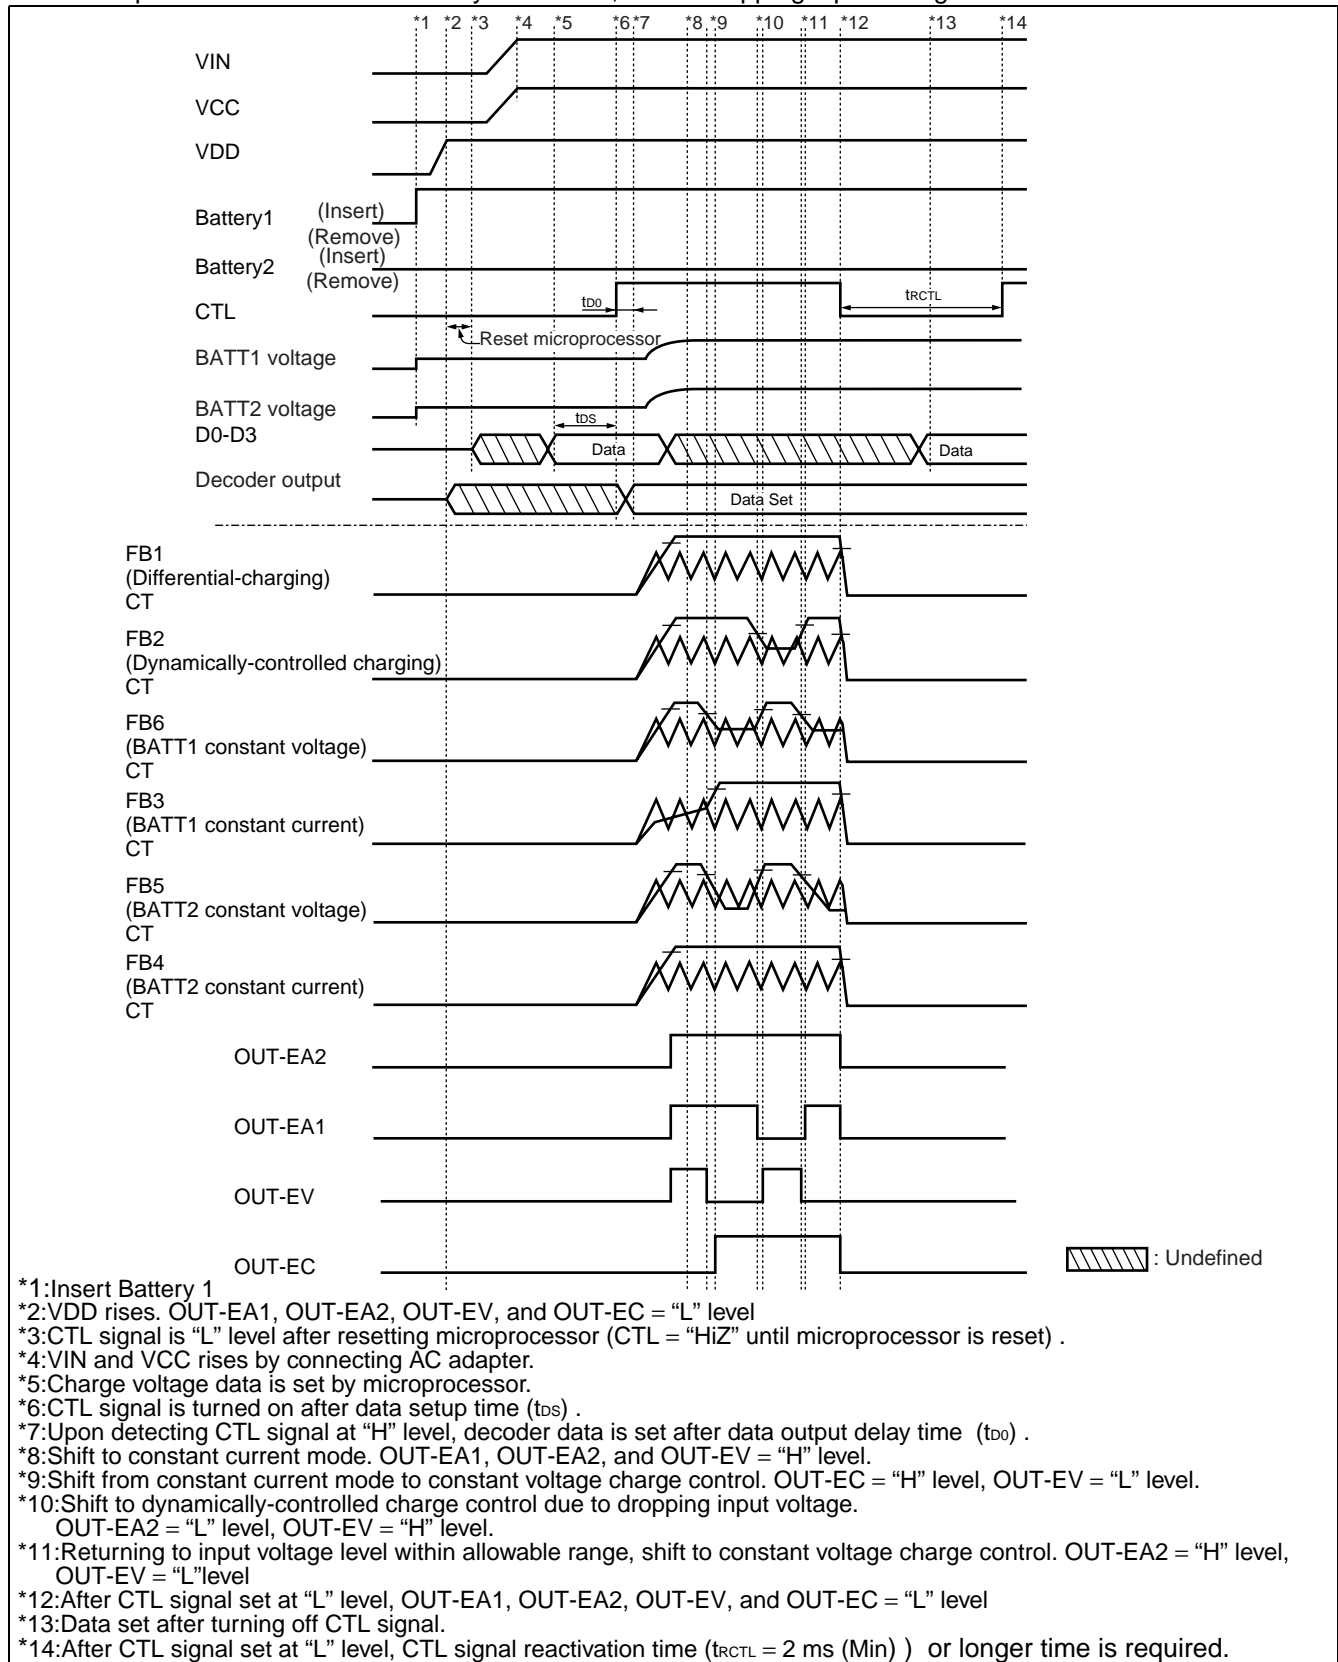 *1 *2 *3 *4 *5 *6 *7 *8 *9 *10 *11 *12 *13 *14
VIN
VCC
VDD
Battery1 (Insert)
(Remove)
Battery2 (Insert)
(Remove)
CTL
tD0
tRCTL
Reset microprocessor
BATT1 voltage
BATT2 voltage
tDS
D0-D3
Data
Data
Decoder output
Data Set
FB1
(Differential-charging)
CT
FB2
(Dynamically-controlled charging)
CT
FB6
(BATT1 constant voltage)
CT
FB3
(BATT1 constant current)
CT
FB5
(BATT2 constant voltage)
CT
FB4
(BATT2 constant current)
CT
OUT-EA2
OUT-EA1
OUT-EV
OUT-EC
: Undefined
*1:Insert Battery 1
*2:VDD rises. OUT-EA1, OUT-EA2, OUT-EV, and OUT-EC = “L” level
*3:CTL signal is “L” level after resetting microprocessor (CTL = “HiZ” until microprocessor is reset) .
*4:VIN and VCC rises by connecting AC adapter.
*5:Charge voltage data is set by microprocessor.
*6:CTL signal is turned on after data setup time (tDS) .
*7:Upon detecting CTL signal at “H” level, decoder data is set after data output delay time (tD0) .
*8:Shift to constant current mode. OUT-EA1, OUT-EA2, and OUT-EV = “H” level.
*9:Shift from constant current mode to constant voltage charge control. OUT-EC = “H” level, OUT-EV = “L” level.
*10:Shift to dynamically-controlled charge control due to dropping input voltage.
OUT-EA2 = “L” level, OUT-EV = “H” level.
*11:Returning to input voltage level within allowable range, shift to constant voltage charge control. OUT-EA2 = “H” level,
OUT-EV = “L”level
*12:After CTL signal set at “L” level, OUT-EA1, OUT-EA2, OUT-EV, and OUT-EC = “L” level
*13:Data set after turning off CTL signal.
*14:After CTL signal set at “L” level, CTL signal reactivation time (tRCTL = 2 ms (Min) ) or longer time is required.